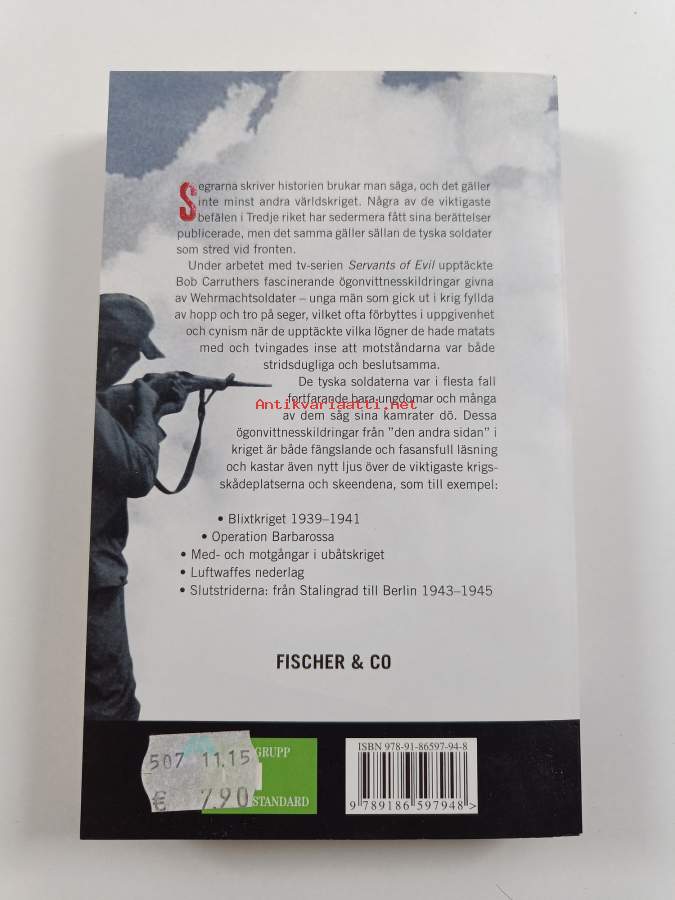 Segrarna skriver historien brukar man säga, och det gäller
inte minst andra världskriget. Några av de viktigaste
befälen i Tredje riket har sedermera fått sina berättelser
publicerade, men det samma gäller sällan de tyska soldater
som stred vid fronten.
Under arbetet med tv-serien Servants of Evil upptäckte
Bob Carruthers fascinerande ögonvittnesskildringar givna
av Wehrmachtsoldater – unga män som gick ut i krig fyllda
av hopp och tro på seger, vilket ofta förbyttes i uppgivenhet
och cynism när de upptäckte vilka lögner de hade matats
med och tvingades inse att motståndarna var både
stridsdugliga och beslutsamma.
De tyska soldaterna var i flesta fall
fortfarande bara ungdomar och många
Antikvariaatti.net
av dem såg sina kamrater dö. Dessa
ögonvittnesskildringar från "den andra sidan" i
kriget är både fängslande och fasansfull läsning
och kastar även nytt ljus över de viktigaste krigs-
skådeplatserna och skeendena, som till exempel:
• Blixtkriget 1939–1941
• Operation Barbarossa
• Med- och motgångar i ubåtskriget
• Luftwaffes nederlag
• Slutstriderna: från Stalingrad till Berlin 1943–1945
FISCHER & CO
507 11.15
€ 7.90
GRUPP
STANDARD
ISBN 978-91-86597-94-8
9 789186 597948 >